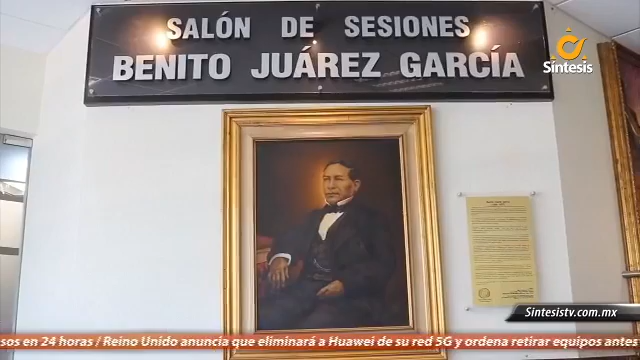 SALÓN DE SESIONES
BENITO JUÁREZ GARCÍA
Síntesis
Sintesistv.com.mx
sos en 24 horas / Reino Unido anuncia que eliminará a Huawei de su red 5G y ordena retirar equipos antes